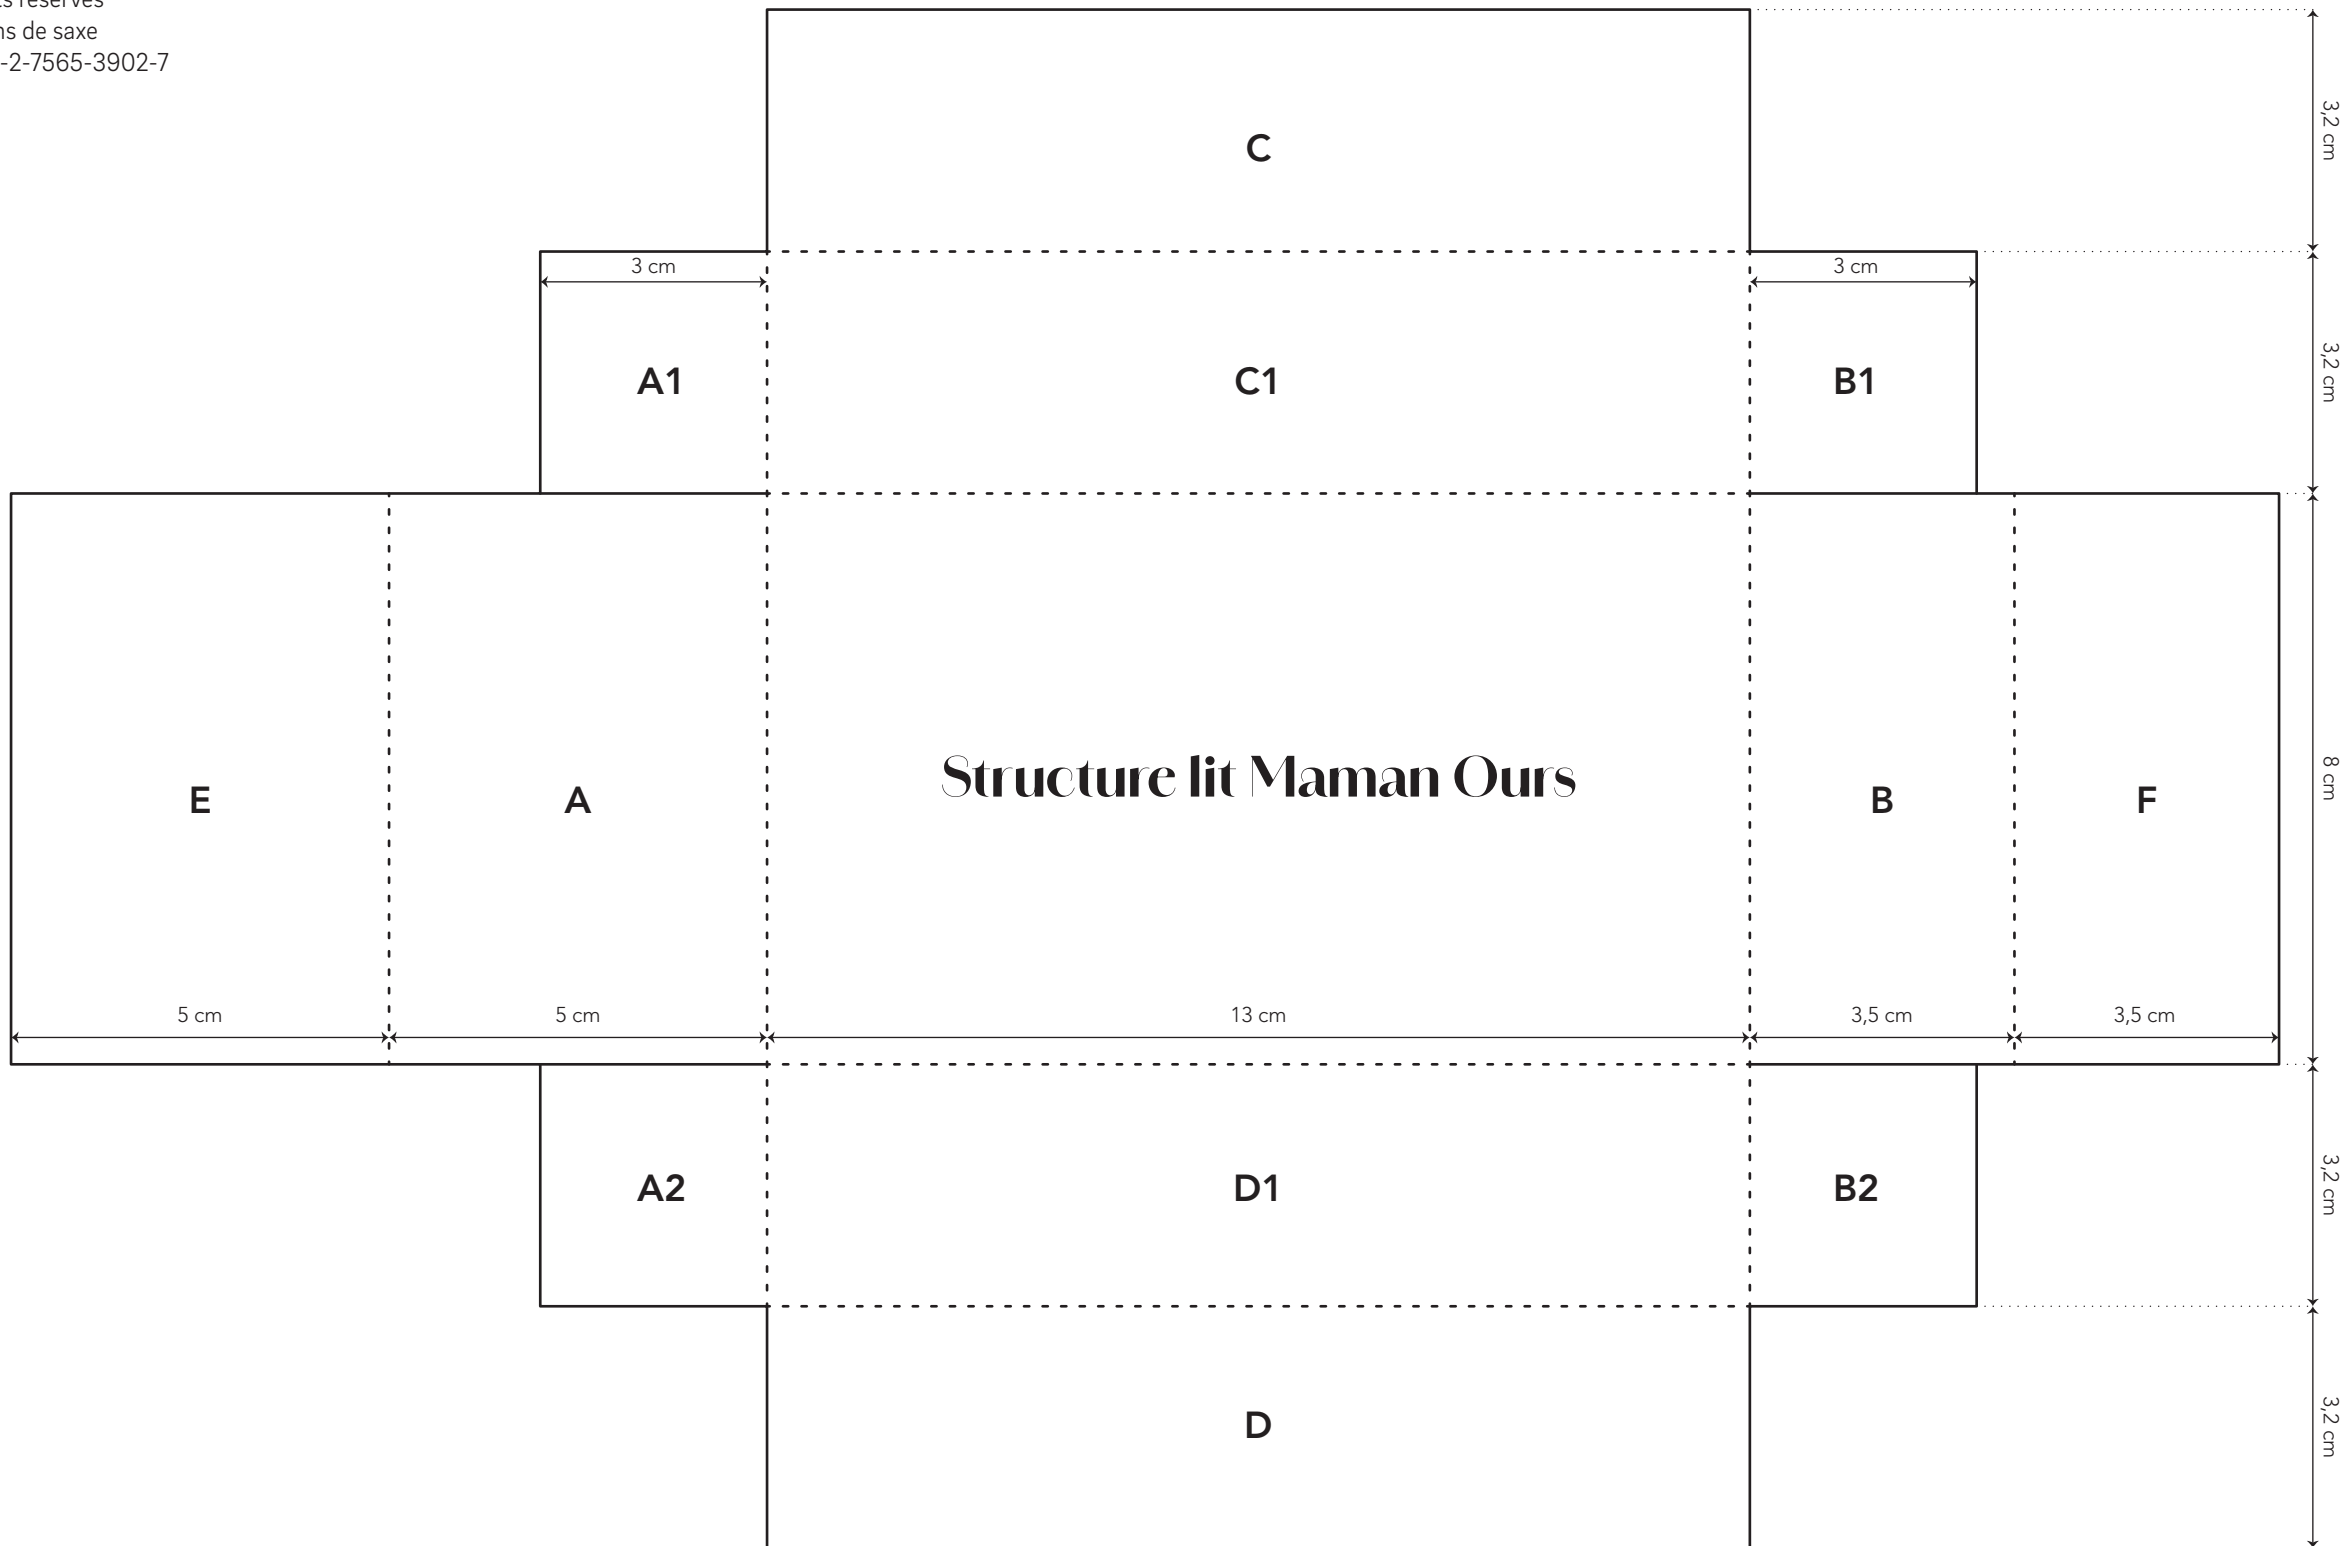 de saxe
-2-7565-3902-7
C
3,2 cm
3 cm
3 cm
A1
C1
B1
3,2 cm
E
A
Structure lit Maman Ours
B
F
8 cm
5 cm
5 cm
13 cm
3,5 cm
3,5 cm
A2
D1
B2
3,2 cm
D
3,2 cm